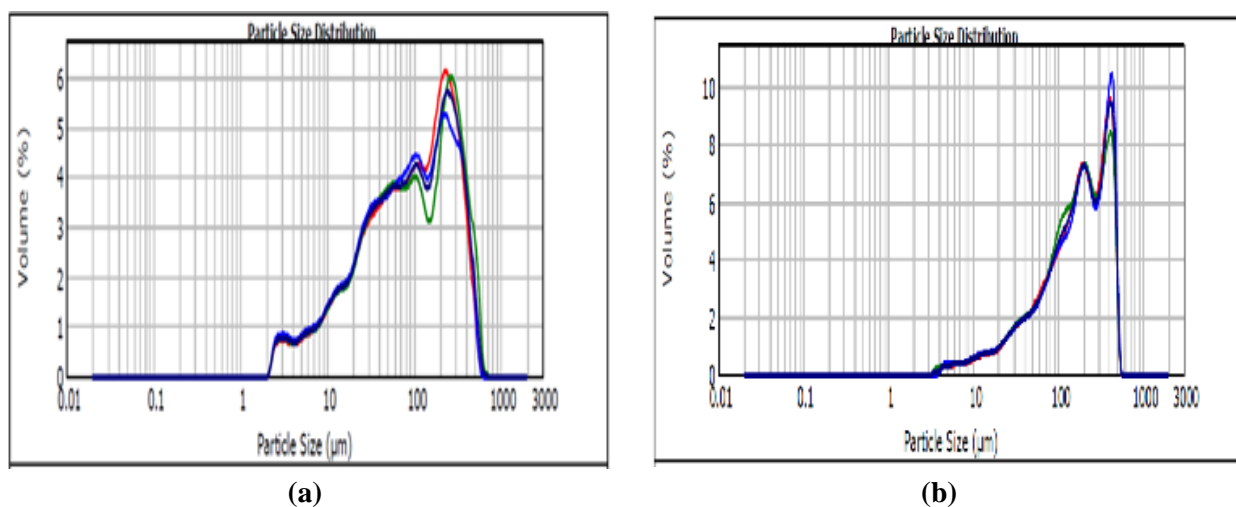 Particle Size Distribution
Volume (%)
6
5
4
3
2
1
0
0.01 0.1 1 10 100 1000 3000
Particle Size (µm)
(a)
Particle Size Distribution
Volume (%)
10
8
6
4
2
0
0.01 0.1 1 10 100 1000 3000
Particle Size (µm)
(b)